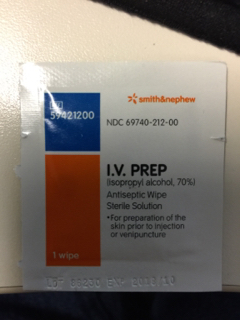 REF
59421200
smith&nephew
NDC 69740-212-00
I.V. PREP
(Isopropyl alcohol, 70%)
Antiseptic Wipe
Sterile Solution
•For preparation of the
skin prior to injection
or venipuncture
1 wipe